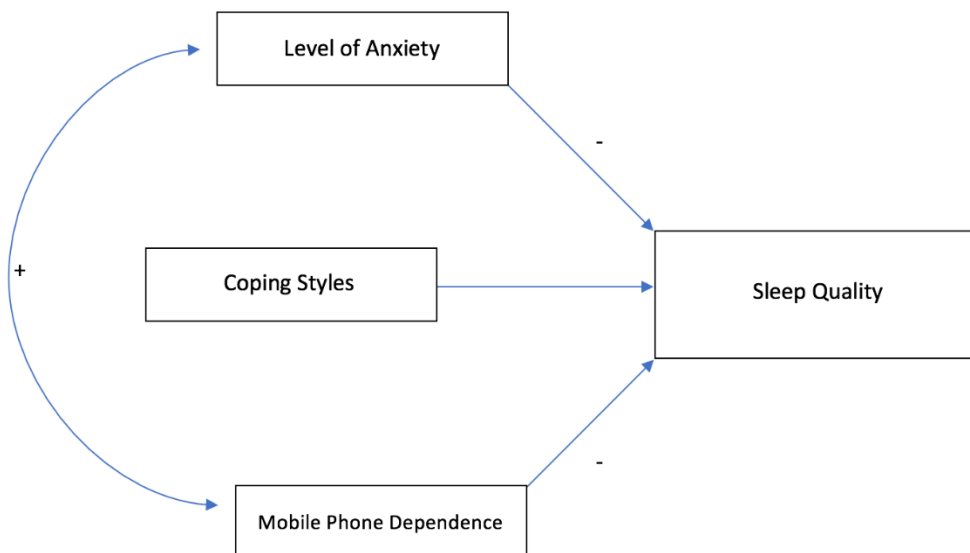 Level of Anxiety
-
+
Coping Styles
Sleep Quality
-
Mobile Phone Dependence